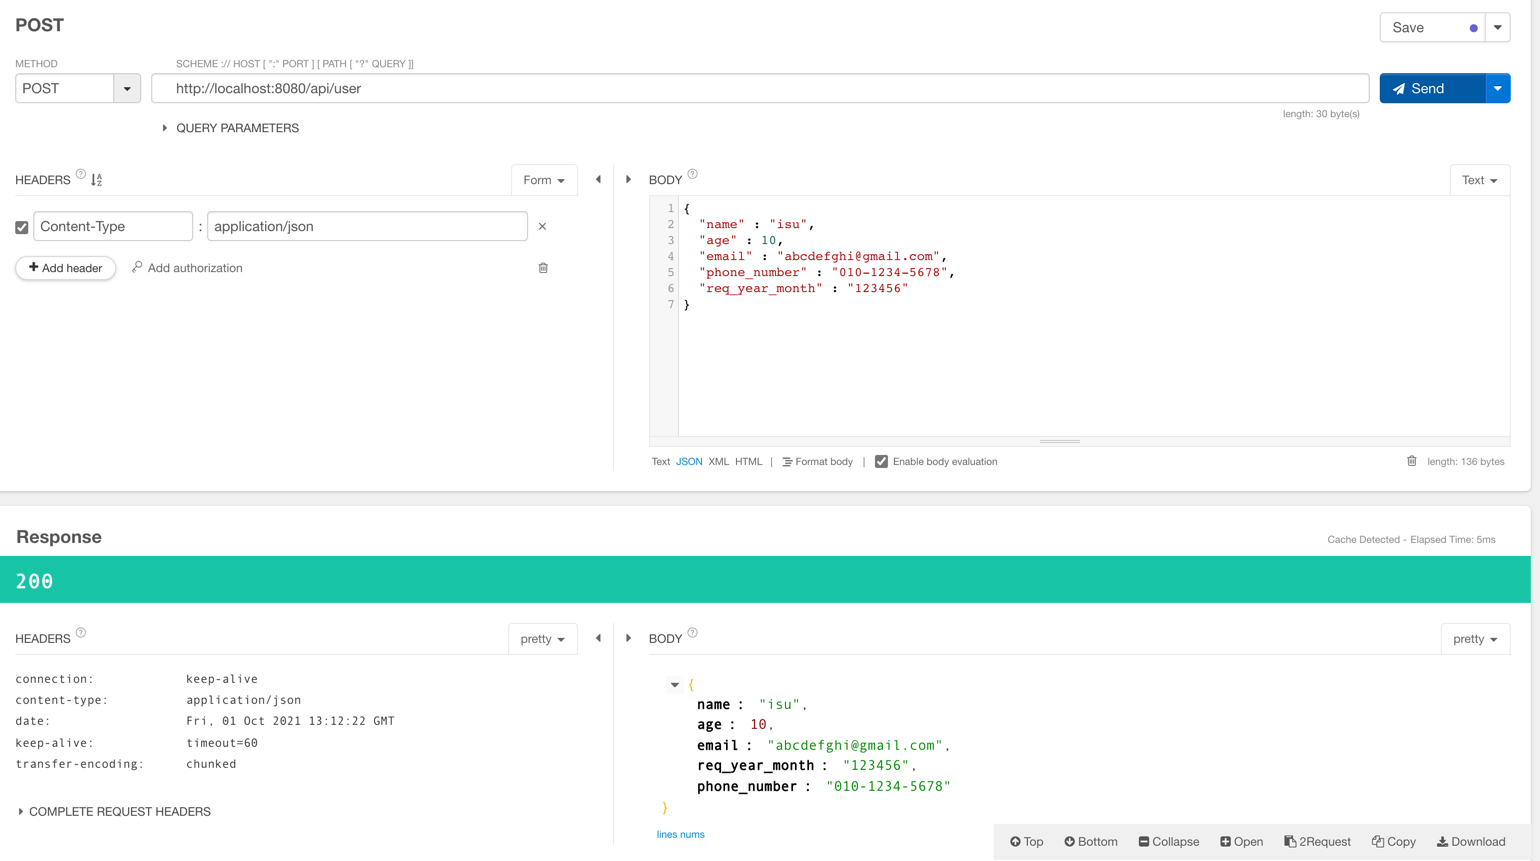 POST
Save
METHOD
SCHEME :// HOST [ ":" PORT ] [ PATH [ "?" QUERY ]]
POST
http://localhost:8080/api/user
Send
length: 30 byte(s)
QUERY PARAMETERS
HEADERS ?
Form
Content-Type : application/json ×
+ Add header
Add authorization
BODY ?
Text
1 {
2 "name" : "isu",
3 "age" : 10,
4 "email" : "abcdefghi@gmail.com",
5 "phone_number" : "010-1234-5678",
6 "req_year_month" : "123456"
7 }
Text JSON XML HTML | Format body | Enable body evaluation
length: 136 bytes
Response
Cache Detected - Elapsed Time: 5ms
200
HEADERS ?
pretty
connection: keep-alive
content-type: application/json
date: Fri, 01 Oct 2021 13:12:22 GMT
keep-alive: timeout=60
transfer-encoding: chunked
COMPLETE REQUEST HEADERS
BODY ?
pretty
{
name : "isu",
age : 10,
email : "abcdefghi@gmail.com",
req_year_month : "123456",
phone_number : "010-1234-5678"
}
lines nums
Top Bottom Collapse Open 2Request Copy Download